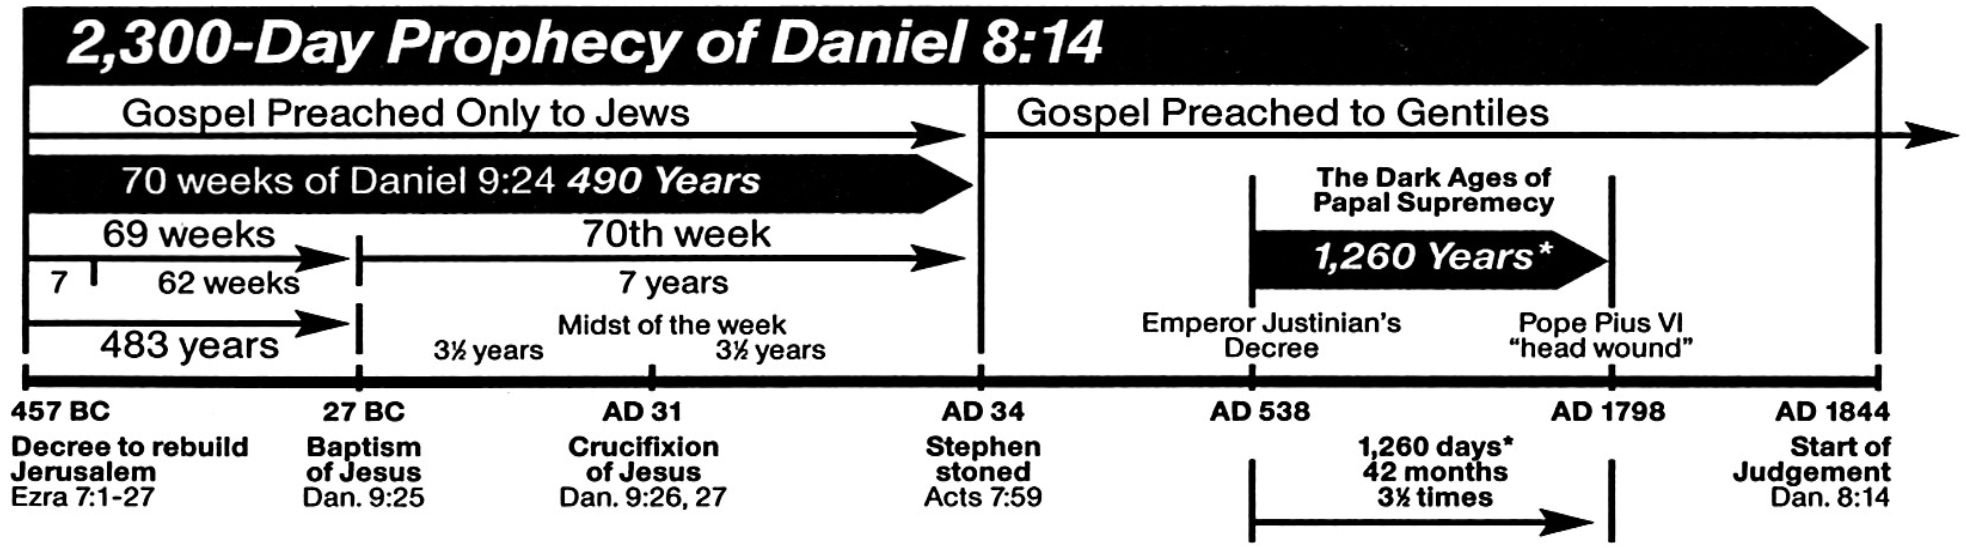 2,300-Day Prophecy of Daniel 8:14
Gospel Preached Only to Jews
Gospel Preached to Gentiles
70 weeks of Daniel 9:24 490 Years
The Dark Ages of
Papal Supremecy
1,260 Years*
69 weeks
70th week
7
62 weeks
7 years
483 years
Midst of the week
3½ years
3½ years
Emperor Justinian's
Decree
Pope Pius VI
“head wound”
457 BC
Decree to rebuild
Jerusalem
Ezra 7:1-27
27 BC
Baptism
of Jesus
Dan. 9:25
AD 31
Crucifixion
of Jesus
Dan. 9:26, 27
AD 34
Stephen
stoned
Acts 7:59
AD 538
AD 1798
1,260 days*
42 months
3½ times
AD 1844
Start of
Judgement
Dan. 8:14